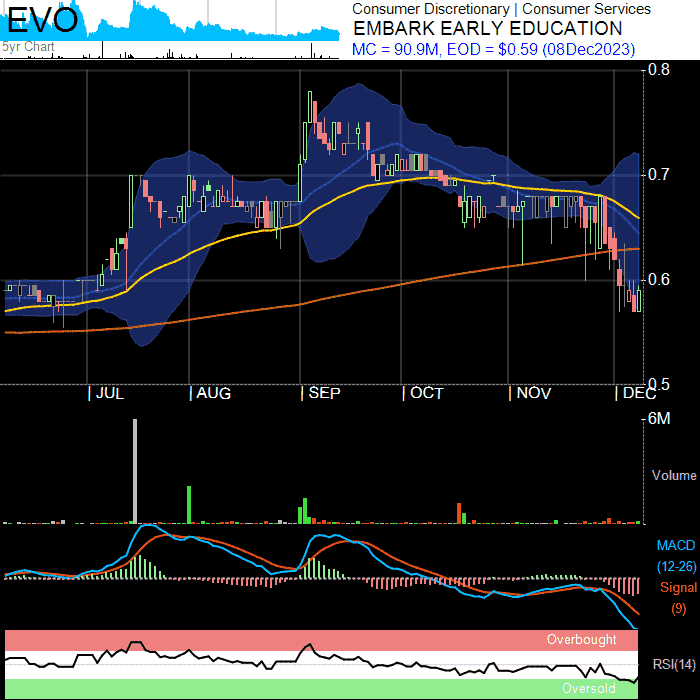 EVO
5yr Chart
Consumer Discretionary | Consumer Services
EMBARK EARLY EDUCATION
MC = 90.9M, EOD = $0.59 (08Dec2023)
0.8
0.7
0.6
0.5
| JUL | AUG | SEP | OCT | NOV | DEC
6M
Volume
MACD
(12-26)
Signal
(9)
Overbought
RSI(14)
Oversold